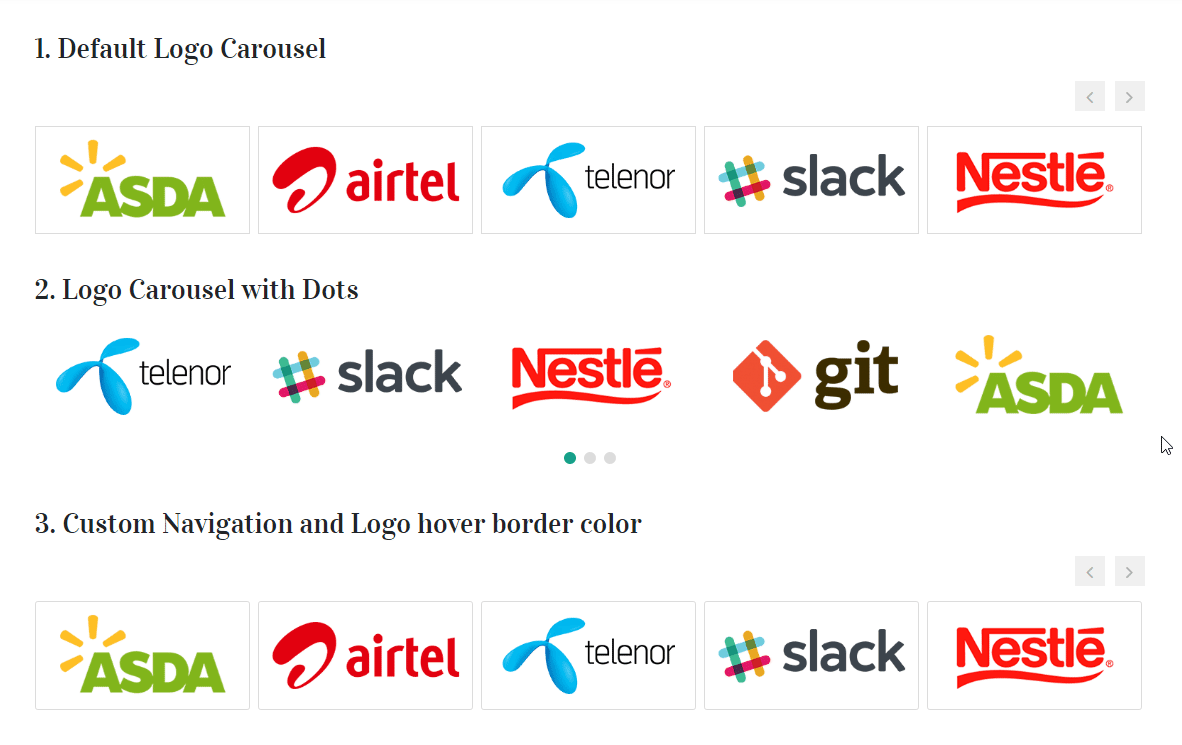 1. Default Logo Carousel
ASDA airtel telenor slack Nestlé®
2. Logo Carousel with Dots
telenor slack Nestlé® git ASDA
3. Custom Navigation and Logo hover border color
ASDA airtel telenor slack Nestlé®